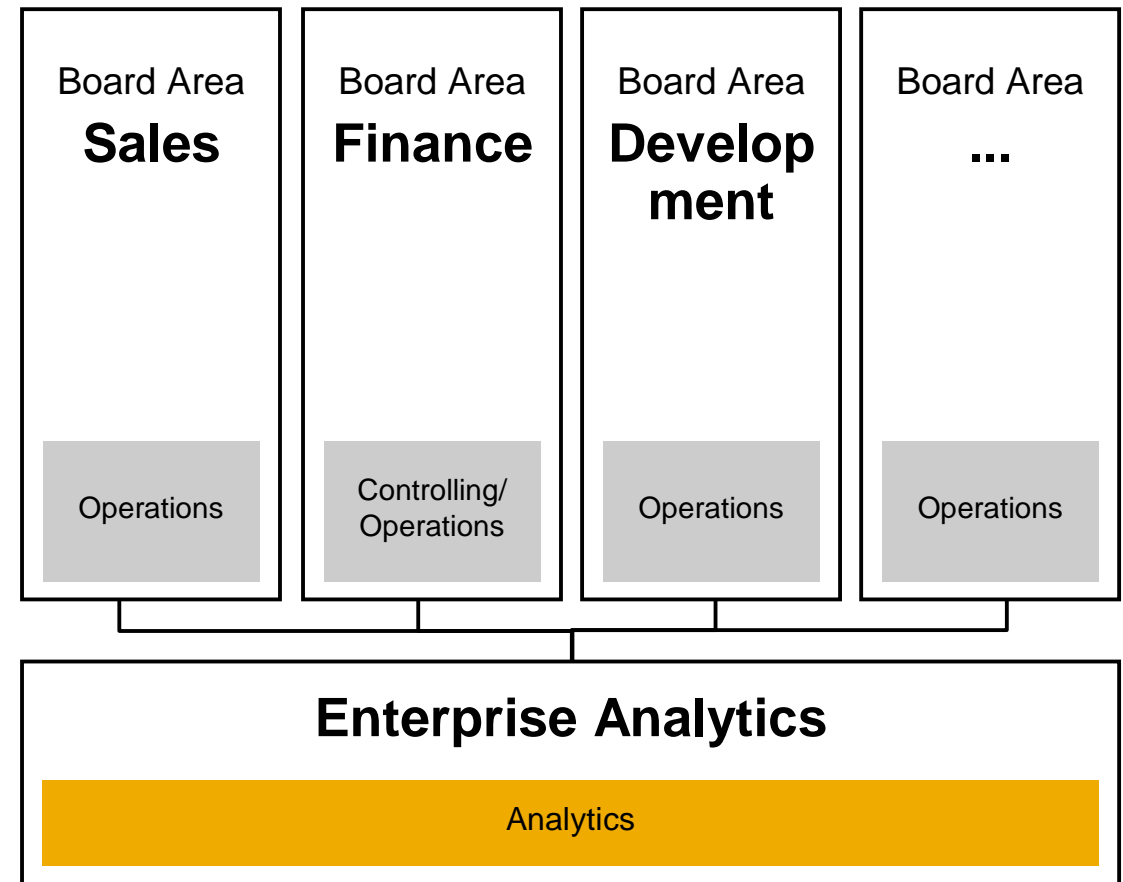 Board Area
Sales
Board Area
Finance
Board Area
Develop
ment
Board Area
...
Operations
Controlling/
Operations
Operations
Operations
Enterprise Analytics
Analytics